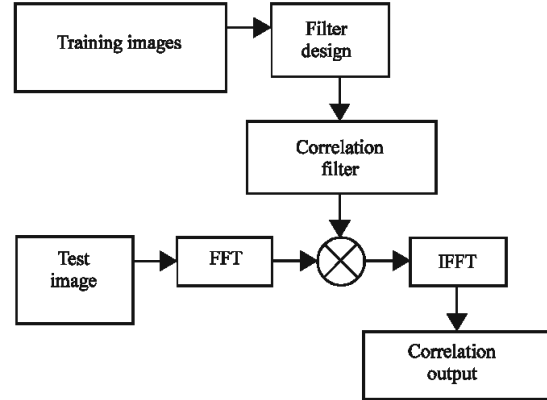 Training images
Filter
design
Correlation
filter
Test
image
FFT
IFFT
Correlation
output